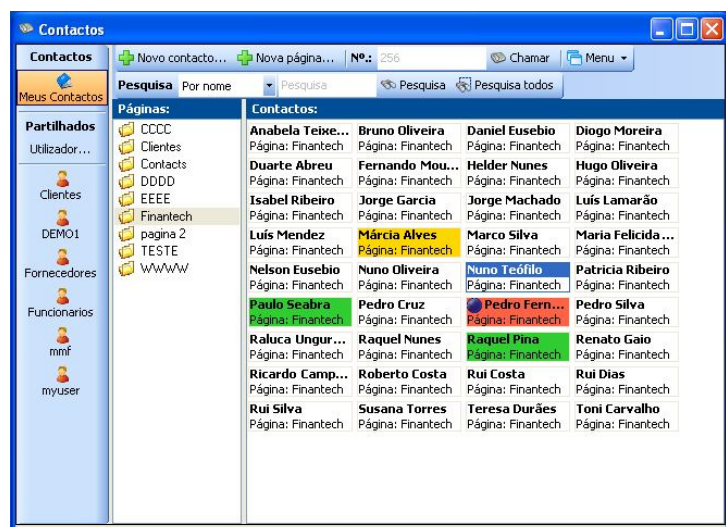 Contactos
Contactos
Novo contacto... Nova página... Nº.: 256 Chamar Menu
Meus Contactos
Pesquisa Por nome Pesquisa Pesquisa Pesquisa todos
Partilhados
Utilizador...
Clientes
DEMO1
Fornecedores
Funcionarios
mmf
myuser
Páginas:
CCCC
Clientes
Contacts
DDDD
EEEE
Finantech
pagina 2
TESTE
WWWW
Contactos:
Anabela Teixe... Bruno Oliveira Daniel Eusebio Diogo Moreira
Página: Finantech Página: Finantech Página: Finantech Página: Finantech
Duarte Abreu Fernando Mou... Helder Nunes Hugo Oliveira
Página: Finantech Página: Finantech Página: Finantech Página: Finantech
Isabel Ribeiro Jorge Garcia Jorge Machado Luís Lamarão
Página: Finantech Página: Finantech Página: Finantech Página: Finantech
Luís Mendez Márcia Alves Marco Silva Maria Felicida...
Página: Finantech Página: Finantech Página: Finantech Página: Finantech
Nelson Eusebio Nuno Oliveira Nuno Teófilo Patricia Ribeiro
Página: Finantech Página: Finantech Página: Finantech Página: Finantech
Paulo Seabra Pedro Cruz Pedro Fern... Pedro Silva
Página: Finantech Página: Finantech Página: Finantech Página: Finantech
Raluca Ungur... Raquel Nunes Raquel Pina Renato Gaio
Página: Finantech Página: Finantech Página: Finantech Página: Finantech
Ricardo Camp... Roberto Costa Rui Costa Rui Dias
Página: Finantech Página: Finantech Página: Finantech Página: Finantech
Rui Silva Susana Torres Teresa Durães Toni Carvalho
Página: Finantech Página: Finantech Página: Finantech Página: Finantech